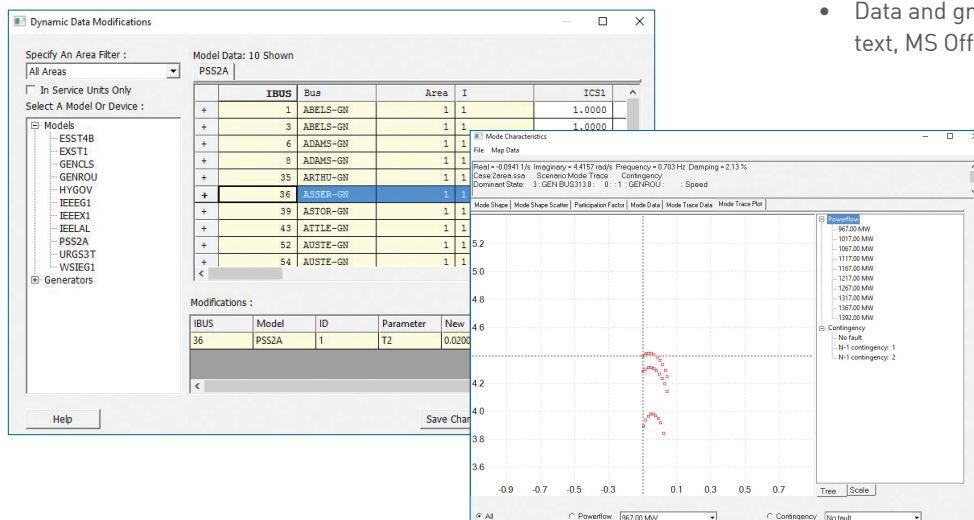 • Data and gr
text, MS Off
Dynamic Data Modifications
Specify An Area Filter :
All Areas
In Service Units Only
Select A Model Or Device :
Models
ESST4B
EXST1
GENCLS
GENROU
HYGOV
IEEEG1
IEEEX1
IEELAL
PSS2A
URGS3T
WSIEG1
Generators
Model Data: 10 Shown
PSS2A
IBUS Bus Area I ICS1
+ 1 ABELS-GN 1 1 1.0000
+ 3 ABELS-GN 1 1 1.0000
+ 6 ADAMS-GN 1 1
+ 8 ADAMS-GN 1 1
+ 35 ARTHU-GN 1 1
+ 36 ASSER-GN 1 1
+ 39 ASTOR-GN 1 1
+ 43 ATTLE-GN 1 1
+ 52 AUSTE-GN 1 1
+ 54 AUSTE-GN 1 1
Modifications :
IBUS Model ID Parameter New
36 PSS2A 1 T2 0.0200
Help
Save Char
Mode Characteristics
File Map Data
Real = -0.0941 1/s Imaginary = 4.4157 rad/s Frequency = 0.703 Hz Damping = 2.13 %
Case:2area.ssa Scenario:Mode Trace Contingency:
Dominant State: 3 : GEN BUS313.8 : 0 : : 1 : GENROU : : Speed
Mode Shape Mode Shape Scatter Participation Factor Mode Data Mode Trace Data Mode Trace Plot
5.2
5.0
4.8
4.6
4.2
4.0
3.8
3.6
-0.9 -0.7 -0.5 -0.3 0.1 0.3 0.5 0.7
Powerflow
967.00 MW
1017.00 MW
1067.00 MW
1117.00 MW
1167.00 MW
1217.00 MW
1267.00 MW
1317.00 MW
1367.00 MW
1392.00 MW
Contingency
No fault
N-1 contingency: 1
N-1 contingency: 2
Tree Scale
All Powerflow 967.00 MW Contingency No fault